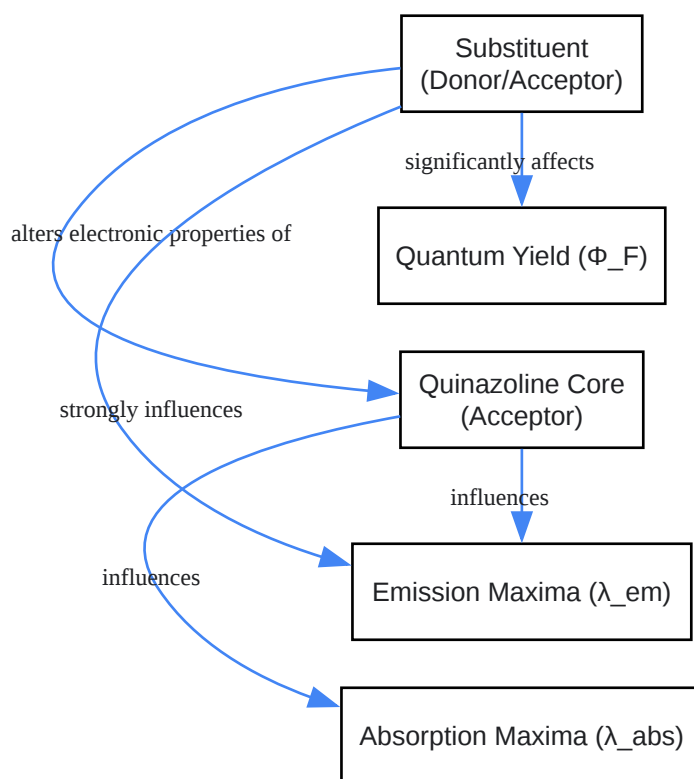 Substituent
(Donor/Acceptor)
significantly affects
alters electronic properties of
Quantum Yield (Φ_F)
Quinazoline Core
(Acceptor)
strongly influences
influences
influences
Emission Maxima (λ_em)
Absorption Maxima (λ_abs)